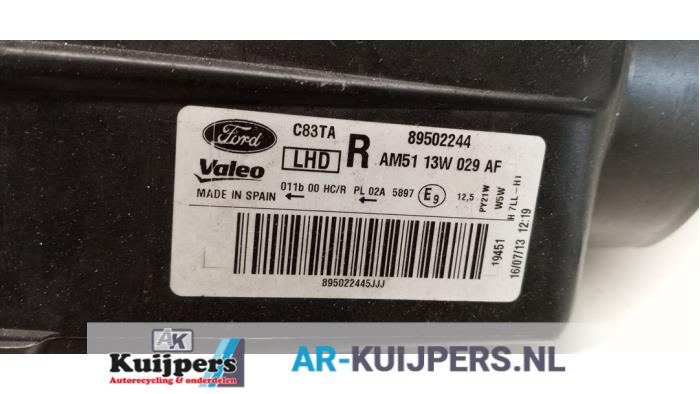 Ford
C83TA
89502244
Valeo
LHD
R
AM51 13W 029 AF
MADE IN SPAIN
011b 00 HC/R
PL 02A
5897
E9
12,5
PY21W
W5W
H 7LL-H1
19451
16/07/13 12:19
895022445JJJ
AK
Kuijpers
Autorecycling & onderdelen
AR-KUIJPERS.NL